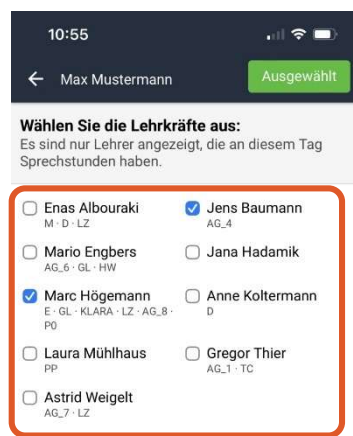 10:55
← Max Mustermann
Ausgewählt
Wählen Sie die Lehrkräfte aus:
Es sind nur Lehrer angezeigt, die an diesem Tag
Sprechstunden haben.
Enas Albouraki
M · D · LZ
Jens Baumann
AG_4
Mario Engbers
AG_6 · GL · HW
Jana Hadamik
Marc Högemann
E · GL · KLARA · LZ · AG_8 ·
P0
Anne Koltermann
D
Laura Mühlhaus
PP
Gregor Thier
AG_1 · TC
Astrid Weigelt
AG_7 · LZ